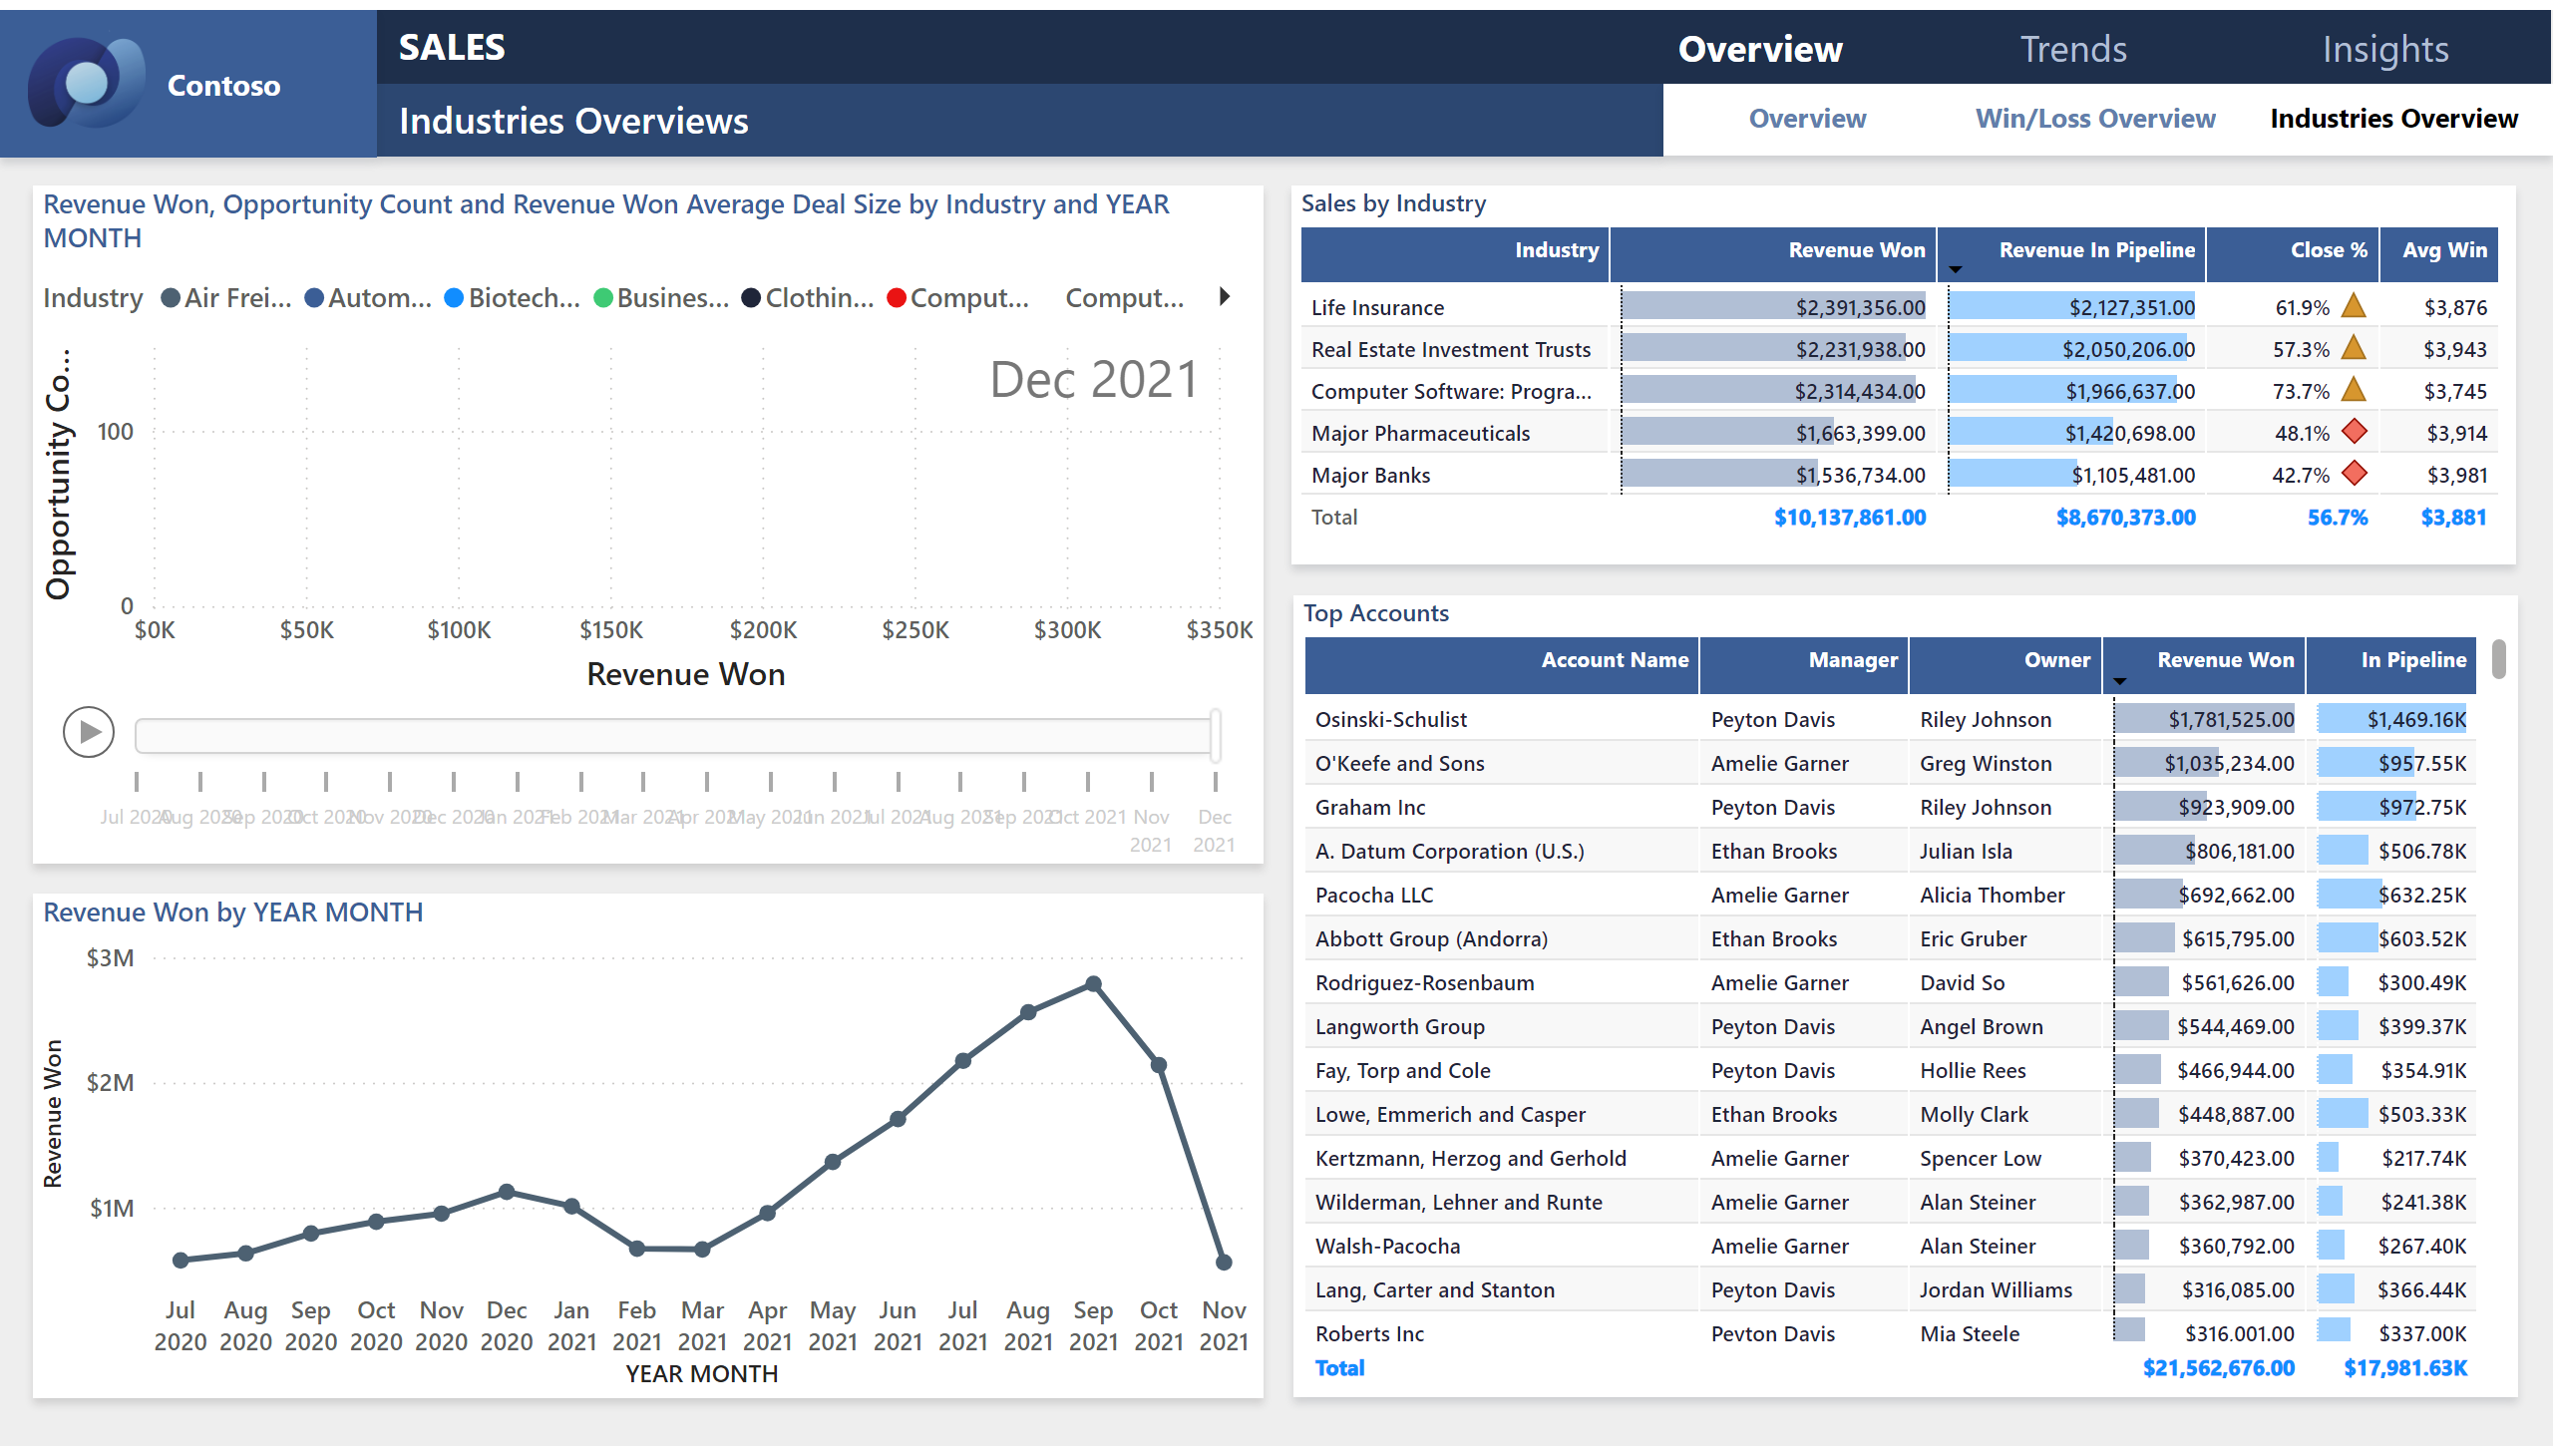 Contoso
SALES
Industries Overviews
Overview Trends Insights
Overview Win/Loss Overview Industries Overview
Revenue Won, Opportunity Count and Revenue Won Average Deal Size by Industry and YEAR
MONTH
Industry Air Frei... Autom... Biotech... Busines... Clothin... Comput... Comput...
Dec 2021
Opportunity Co...
100
0
$0K $50K $100K $150K $200K $250K $300K $350K
Revenue Won
Jul 2020 Aug 2020 Sep 2020 Oct 2020 Nov 2020 Dec 2020 Jan 2021 Feb 2021 Mar 2021 Apr 2021 May 2021 Jun 2021 Jul 2021 Aug 2021 Sep 2021 Oct 2021 Nov Dec
2021 2021
Revenue Won by YEAR MONTH
$3M
$2M
$1M
Revenue Won
Jul Aug Sep Oct Nov Dec Jan Feb Mar Apr May Jun Jul Aug Sep Oct Nov
2020 2020 2020 2020 2020 2020 2021 2021 2021 2021 2021 2021 2021 2021 2021 2021 2021
YEAR MONTH
Sales by Industry
Industry Revenue Won Revenue In Pipeline Close % Avg Win
Life Insurance $2,391,356.00 $2,127,351.00 61.9% $3,876
Real Estate Investment Trusts $2,231,938.00 $2,050,206.00 57.3% $3,943
Computer Software: Progra... $2,314,434.00 $1,966,637.00 73.7% $3,745
Major Pharmaceuticals $1,663,399.00 $1,420,698.00 48.1% $3,914
Major Banks $1,536,734.00 $1,105,481.00 42.7% $3,981
Total $10,137,861.00 $8,670,373.00 56.7% $3,881
Top Accounts
Account Name Manager Owner Revenue Won In Pipeline
Osinski-Schulist Peyton Davis Riley Johnson $1,781,525.00 $1,469.16K
O'Keefe and Sons Amelie Garner Greg Winston $1,035,234.00 $957.55K
Graham Inc Peyton Davis Riley Johnson $923,909.00 $972.75K
A. Datum Corporation (U.S.) Ethan Brooks Julian Isla $806,181.00 $506.78K
Pacocha LLC Amelie Garner Alicia Thomber $692,662.00 $632.25K
Abbott Group (Andorra) Ethan Brooks Eric Gruber $615,795.00 $603.52K
Rodriguez-Rosenbaum Amelie Garner David So $561,626.00 $300.49K
Langworth Group Peyton Davis Angel Brown $544,469.00 $399.37K
Fay, Torp and Cole Peyton Davis Hollie Rees $466,944.00 $354.91K
Lowe, Emmerich and Casper Ethan Brooks Molly Clark $448,887.00 $503.33K
Kertzmann, Herzog and Gerhold Amelie Garner Spencer Low $370,423.00 $217.74K
Wilderman, Lehner and Runte Amelie Garner Alan Steiner $362,987.00 $241.38K
Walsh-Pacocha Amelie Garner Alan Steiner $360,792.00 $267.40K
Lang, Carter and Stanton Peyton Davis Jordan Williams $316,085.00 $366.44K
Roberts Inc Peyton Davis Mia Steele $316,001.00 $337.00K
Total $21,562,676.00 $17,981.63K